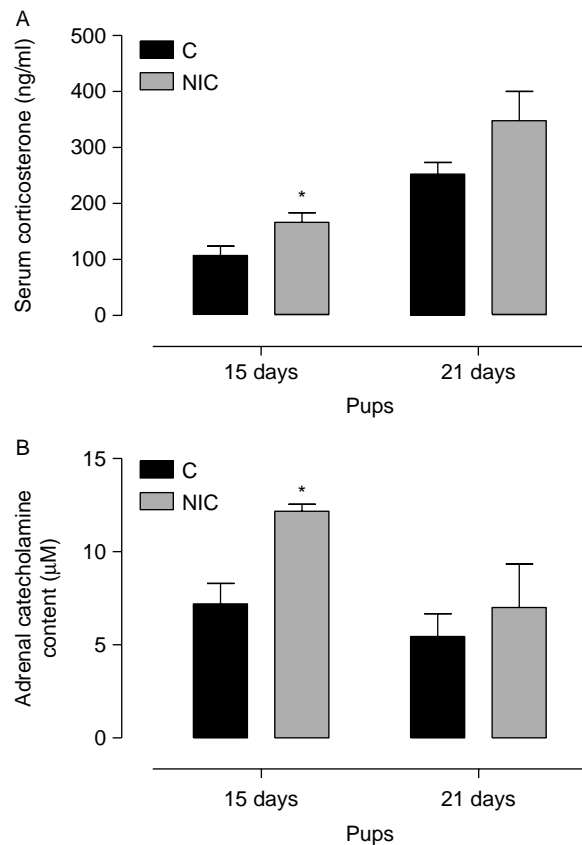 A
C
NIC
Serum corticosterone (ng/ml)
500
400
300
200
100
0
*
15 days
21 days
Pups
B
C
NIC
Adrenal catecholamine
content (μM)
15
10
5
0
*
15 days
21 days
Pups